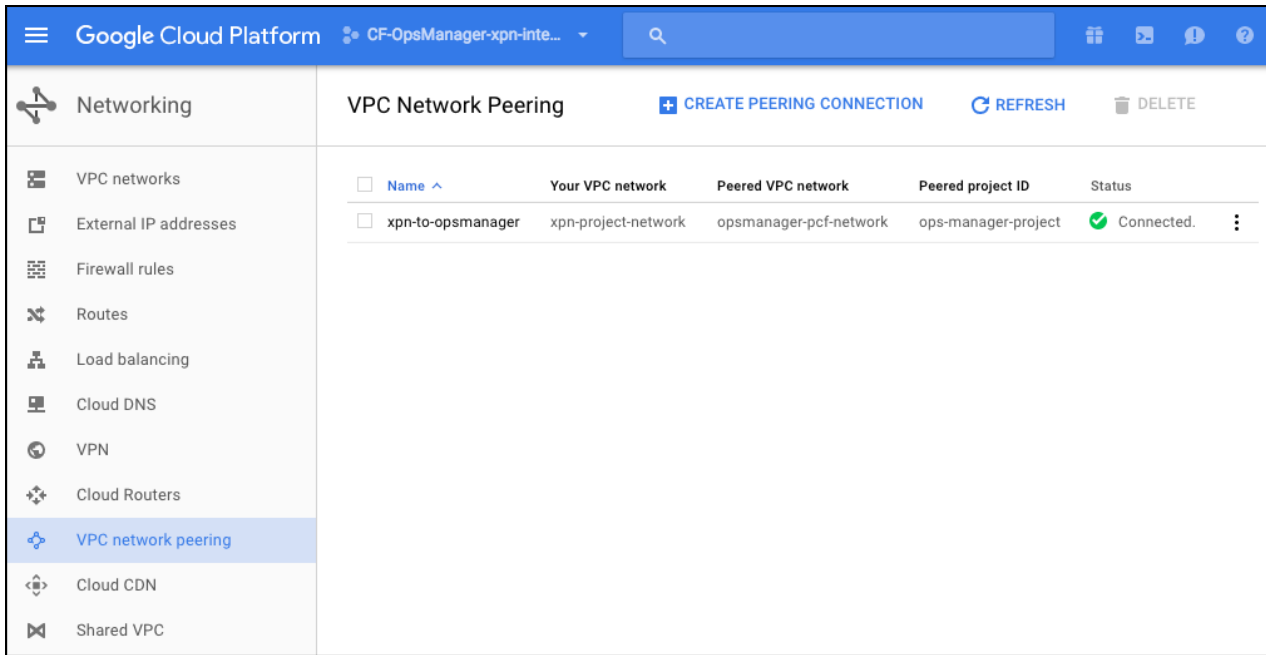 Google Cloud Platform CF-OpsManager-xpn-inte...
Networking
VPC Network Peering CREATE PEERING CONNECTION REFRESH DELETE
VPC networks
External IP addresses
Firewall rules
Routes
Load balancing
Cloud DNS
VPN
Cloud Routers
VPC network peering
Cloud CDN
Shared VPC
Name Your VPC network Peered VPC network Peered project ID Status
xpn-to-opsmanager xpn-project-network opsmanager-pcf-network ops-manager-project Connected.